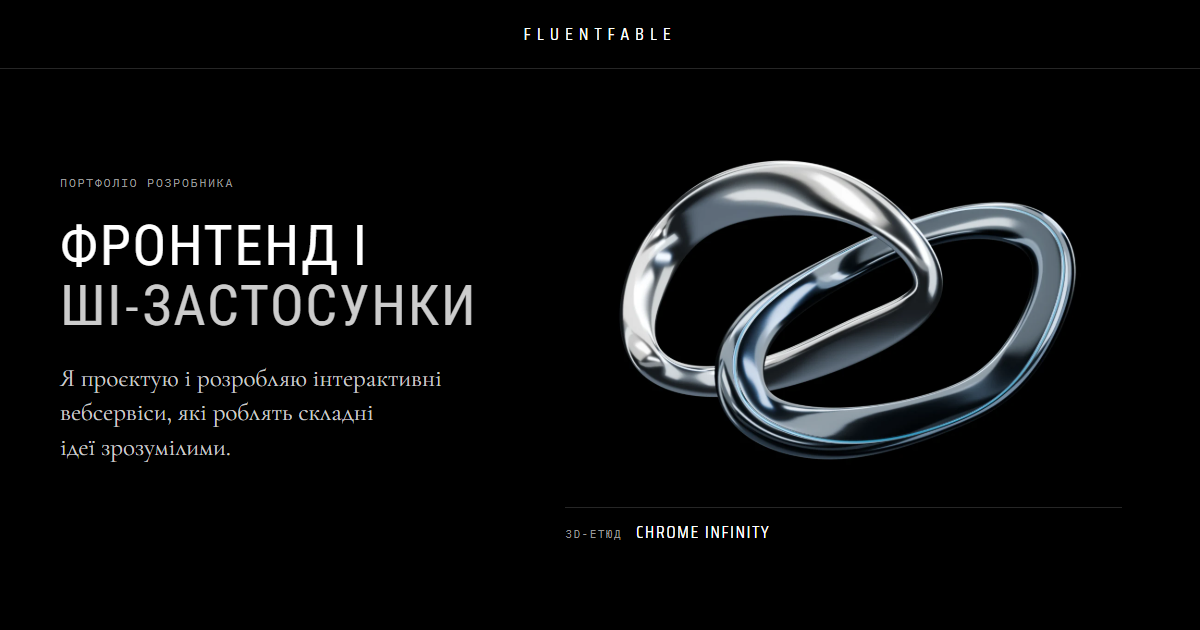 FLUENTFABLE
ПОРТФОЛІО РОЗРОБНИКА
ФРОНТЕНД І
ШІ-ЗАСТОСУНКИ
Я проєктую і розробляю інтерактивні
вебсервіси, які роблять складні
ідеї зрозумілими.
3D-ЕТЮД CHROME INFINITY